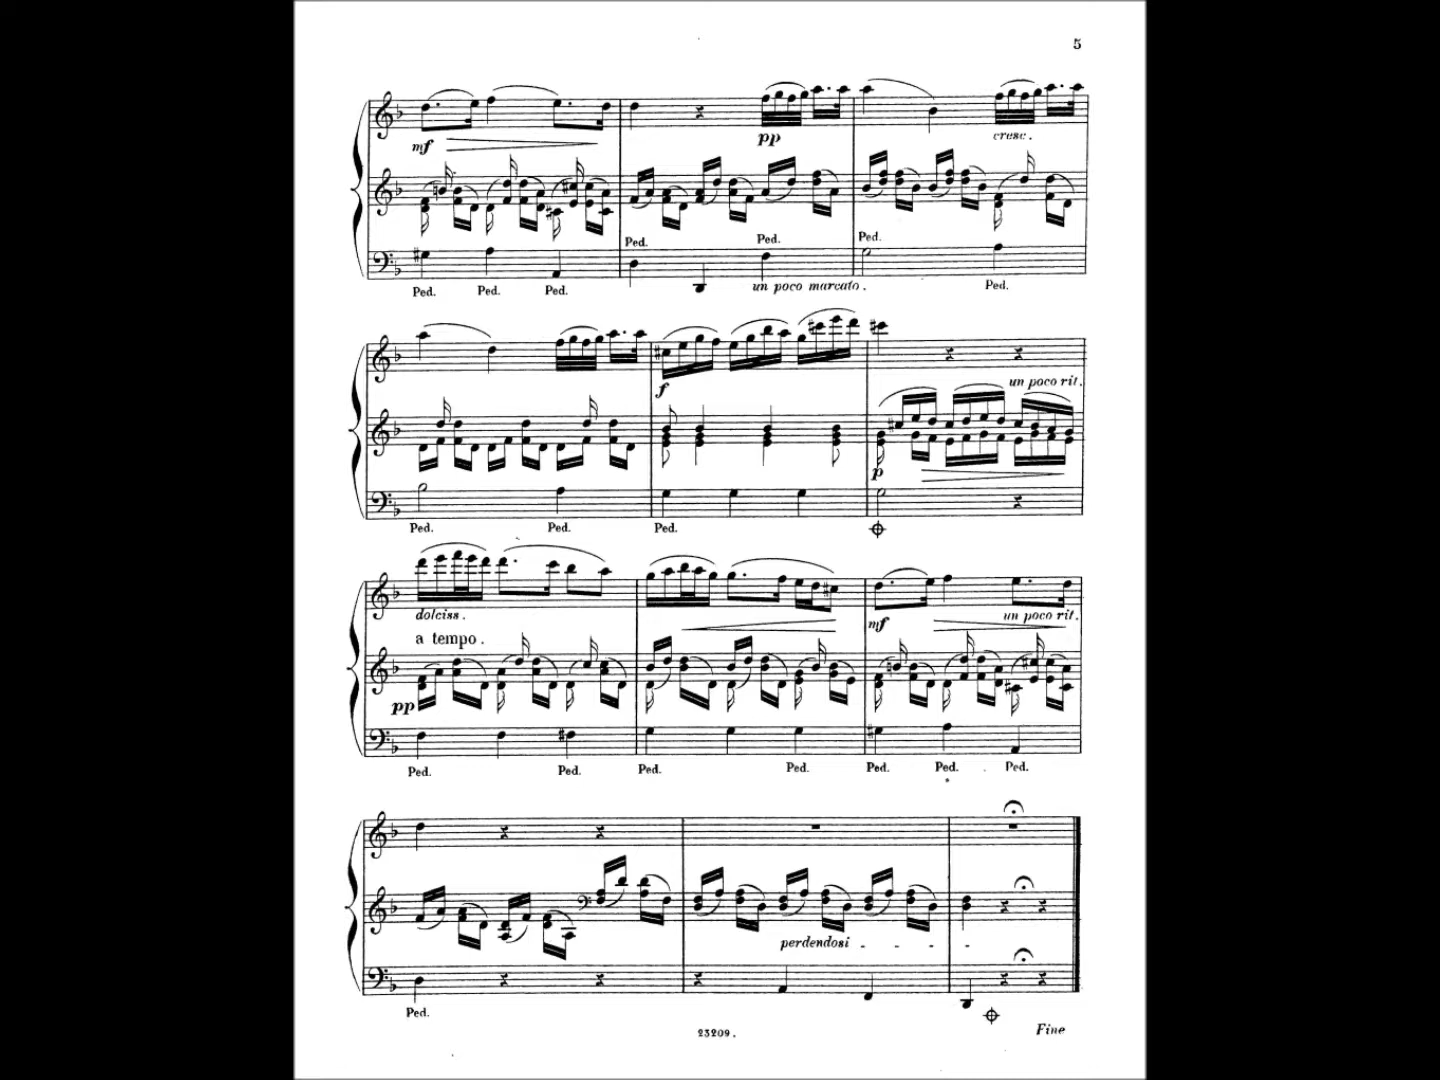 5
mf
pp
cresc.
Ped. Ped. Ped.
Ped. Ped. Ped. un poco marcato. Ped.
f
un poco rit.
p
Ped. Ped. Ped.
dolciss.
mf
un poco rit.
a tempo.
pp
Ped. Ped. Ped. Ped. Ped. Ped. Ped.
perdendosi - - - -
Ped.
23209.
Fine